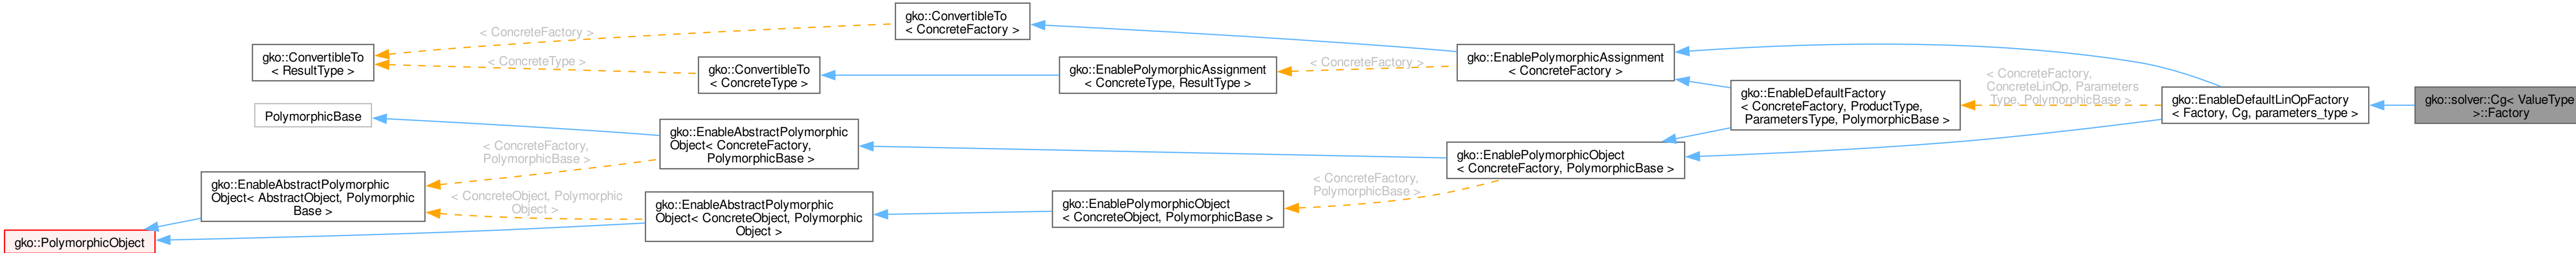 gko::ConvertibleTo
< ConcreteFactory >
< ConcreteFactory >
gko::ConvertibleTo
< ResultType >
< ConcreteType >
gko::ConvertibleTo
< ConcreteType >
gko::EnablePolymorphicAssignment
< ConcreteType, ResultType >
< ConcreteFactory >
gko::EnablePolymorphicAssignment
< ConcreteFactory >
gko::EnableDefaultFactory
< ConcreteFactory, ProductType,
ParametersType, PolymorphicBase >
< ConcreteFactory,
ConcreteLinOp, Parameters
Type, PolymorphicBase >
gko::EnableDefaultLinOpFactory
< Factory, Cg, parameters_type >
gko::solver::Cg< ValueType
>::Factory
PolymorphicBase
gko::EnableAbstractPolymorphic
Object< ConcreteFactory,
PolymorphicBase >
< ConcreteFactory,
PolymorphicBase >
gko::EnablePolymorphicObject
< ConcreteFactory, PolymorphicBase >
gko::EnableAbstractPolymorphic
Object< AbstractObject, Polymorphic
Base >
< ConcreteObject, Polymorphic
Object >
gko::EnableAbstractPolymorphic
Object< ConcreteObject, Polymorphic
Object >
gko::EnablePolymorphicObject
< ConcreteObject, PolymorphicBase >
< ConcreteFactory,
PolymorphicBase >
gko::PolymorphicObject